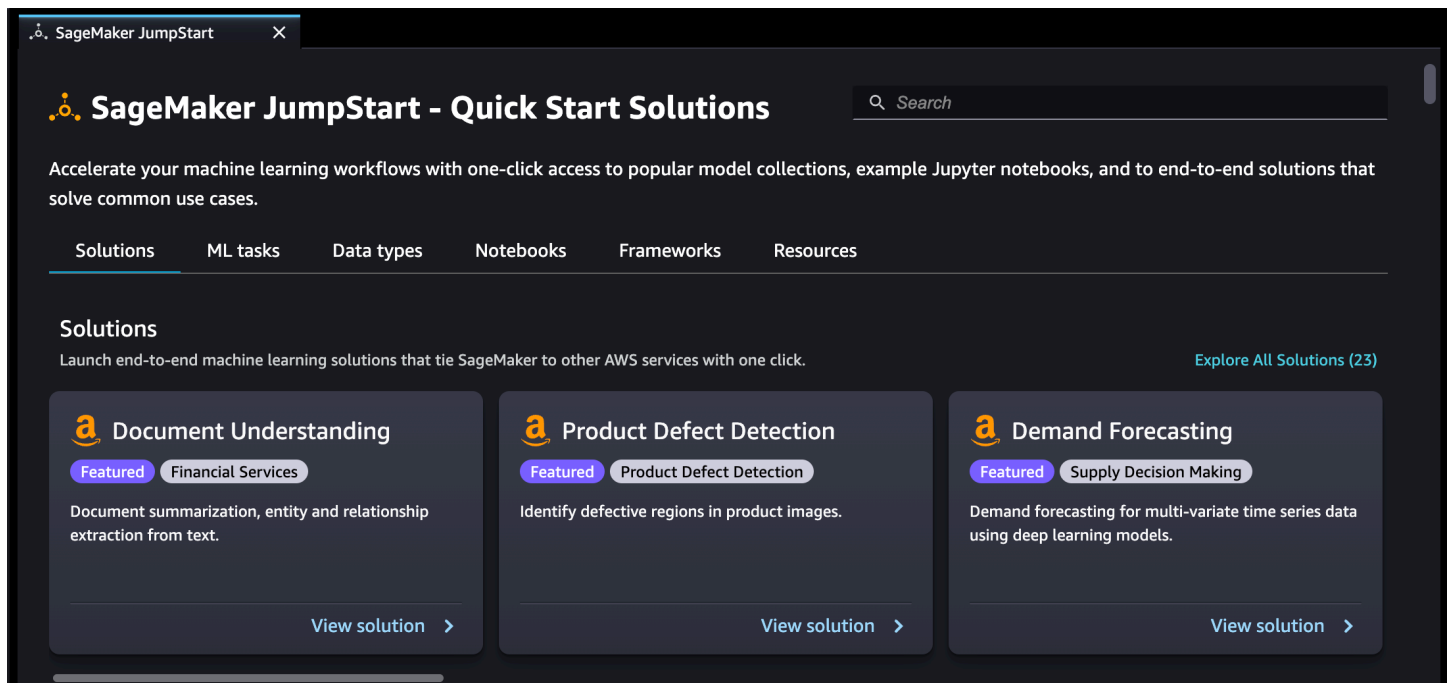 SageMaker JumpStart
SageMaker JumpStart - Quick Start Solutions
Search
Accelerate your machine learning workflows with one-click access to popular model collections, example Jupyter notebooks, and to end-to-end solutions that
solve common use cases.
Solutions ML tasks Data types Notebooks Frameworks Resources
Solutions
Launch end-to-end machine learning solutions that tie SageMaker to other AWS services with one click.
Explore All Solutions (23)
a Document Understanding
Featured Financial Services
Document summarization, entity and relationship
extraction from text.
View solution
a Product Defect Detection
Featured Product Defect Detection
Identify defective regions in product images.
View solution
a Demand Forecasting
Featured Supply Decision Making
Demand forecasting for multi-variate time series data
using deep learning models.
View solution